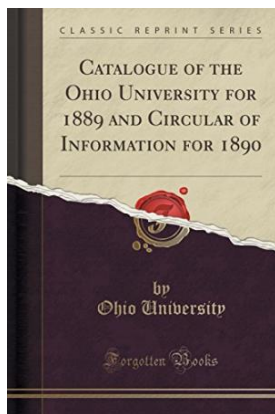 CLASSIC REPRINT SERIES
CATALOGUE OF THE
OHIO UNIVERSITY FOR
1889 AND CIRCULAR OF
INFORMATION FOR 1890
by
Ohio University
Forgotten Books